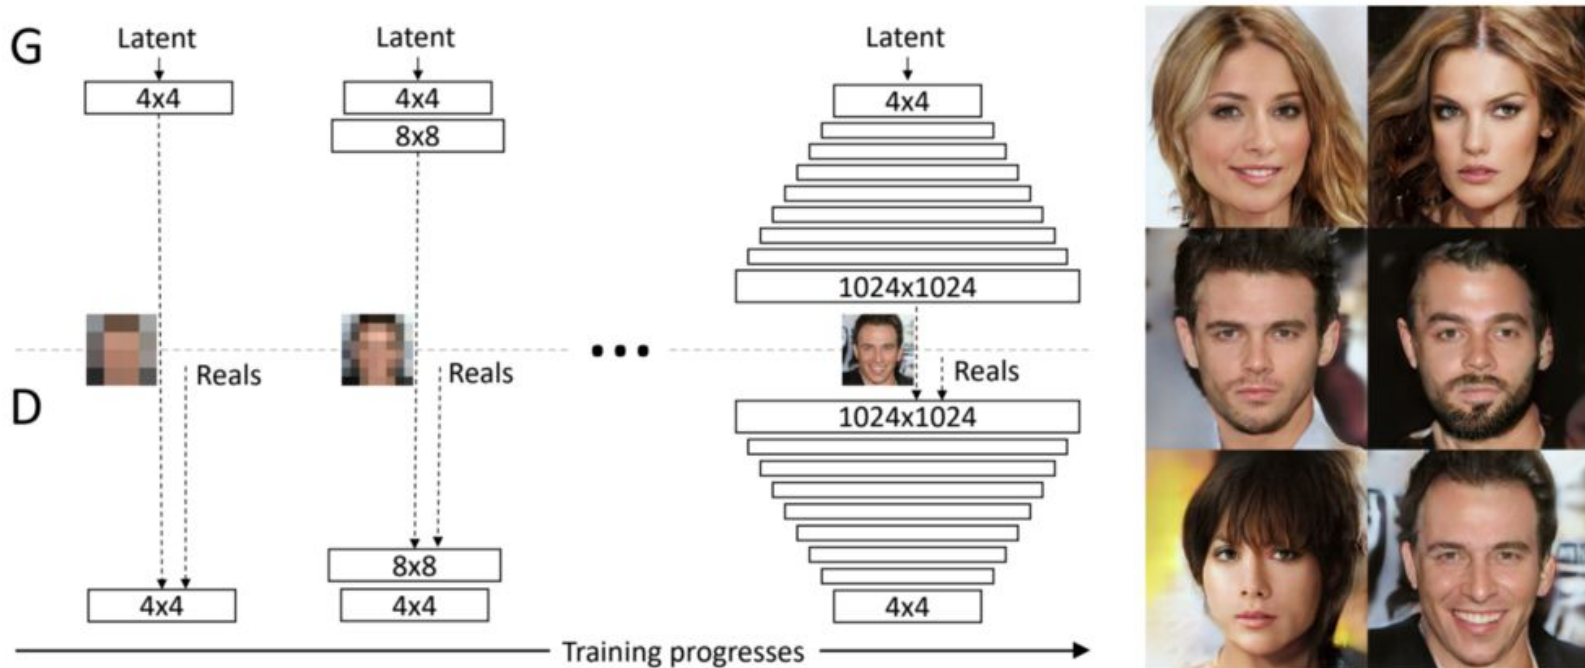 G
Latent
Latent
Latent
4x4
4x4
4x4
8x8
1024x1024
Reals
Reals
Reals
D
1024x1024
8x8
4x4
4x4
4x4
Training progresses